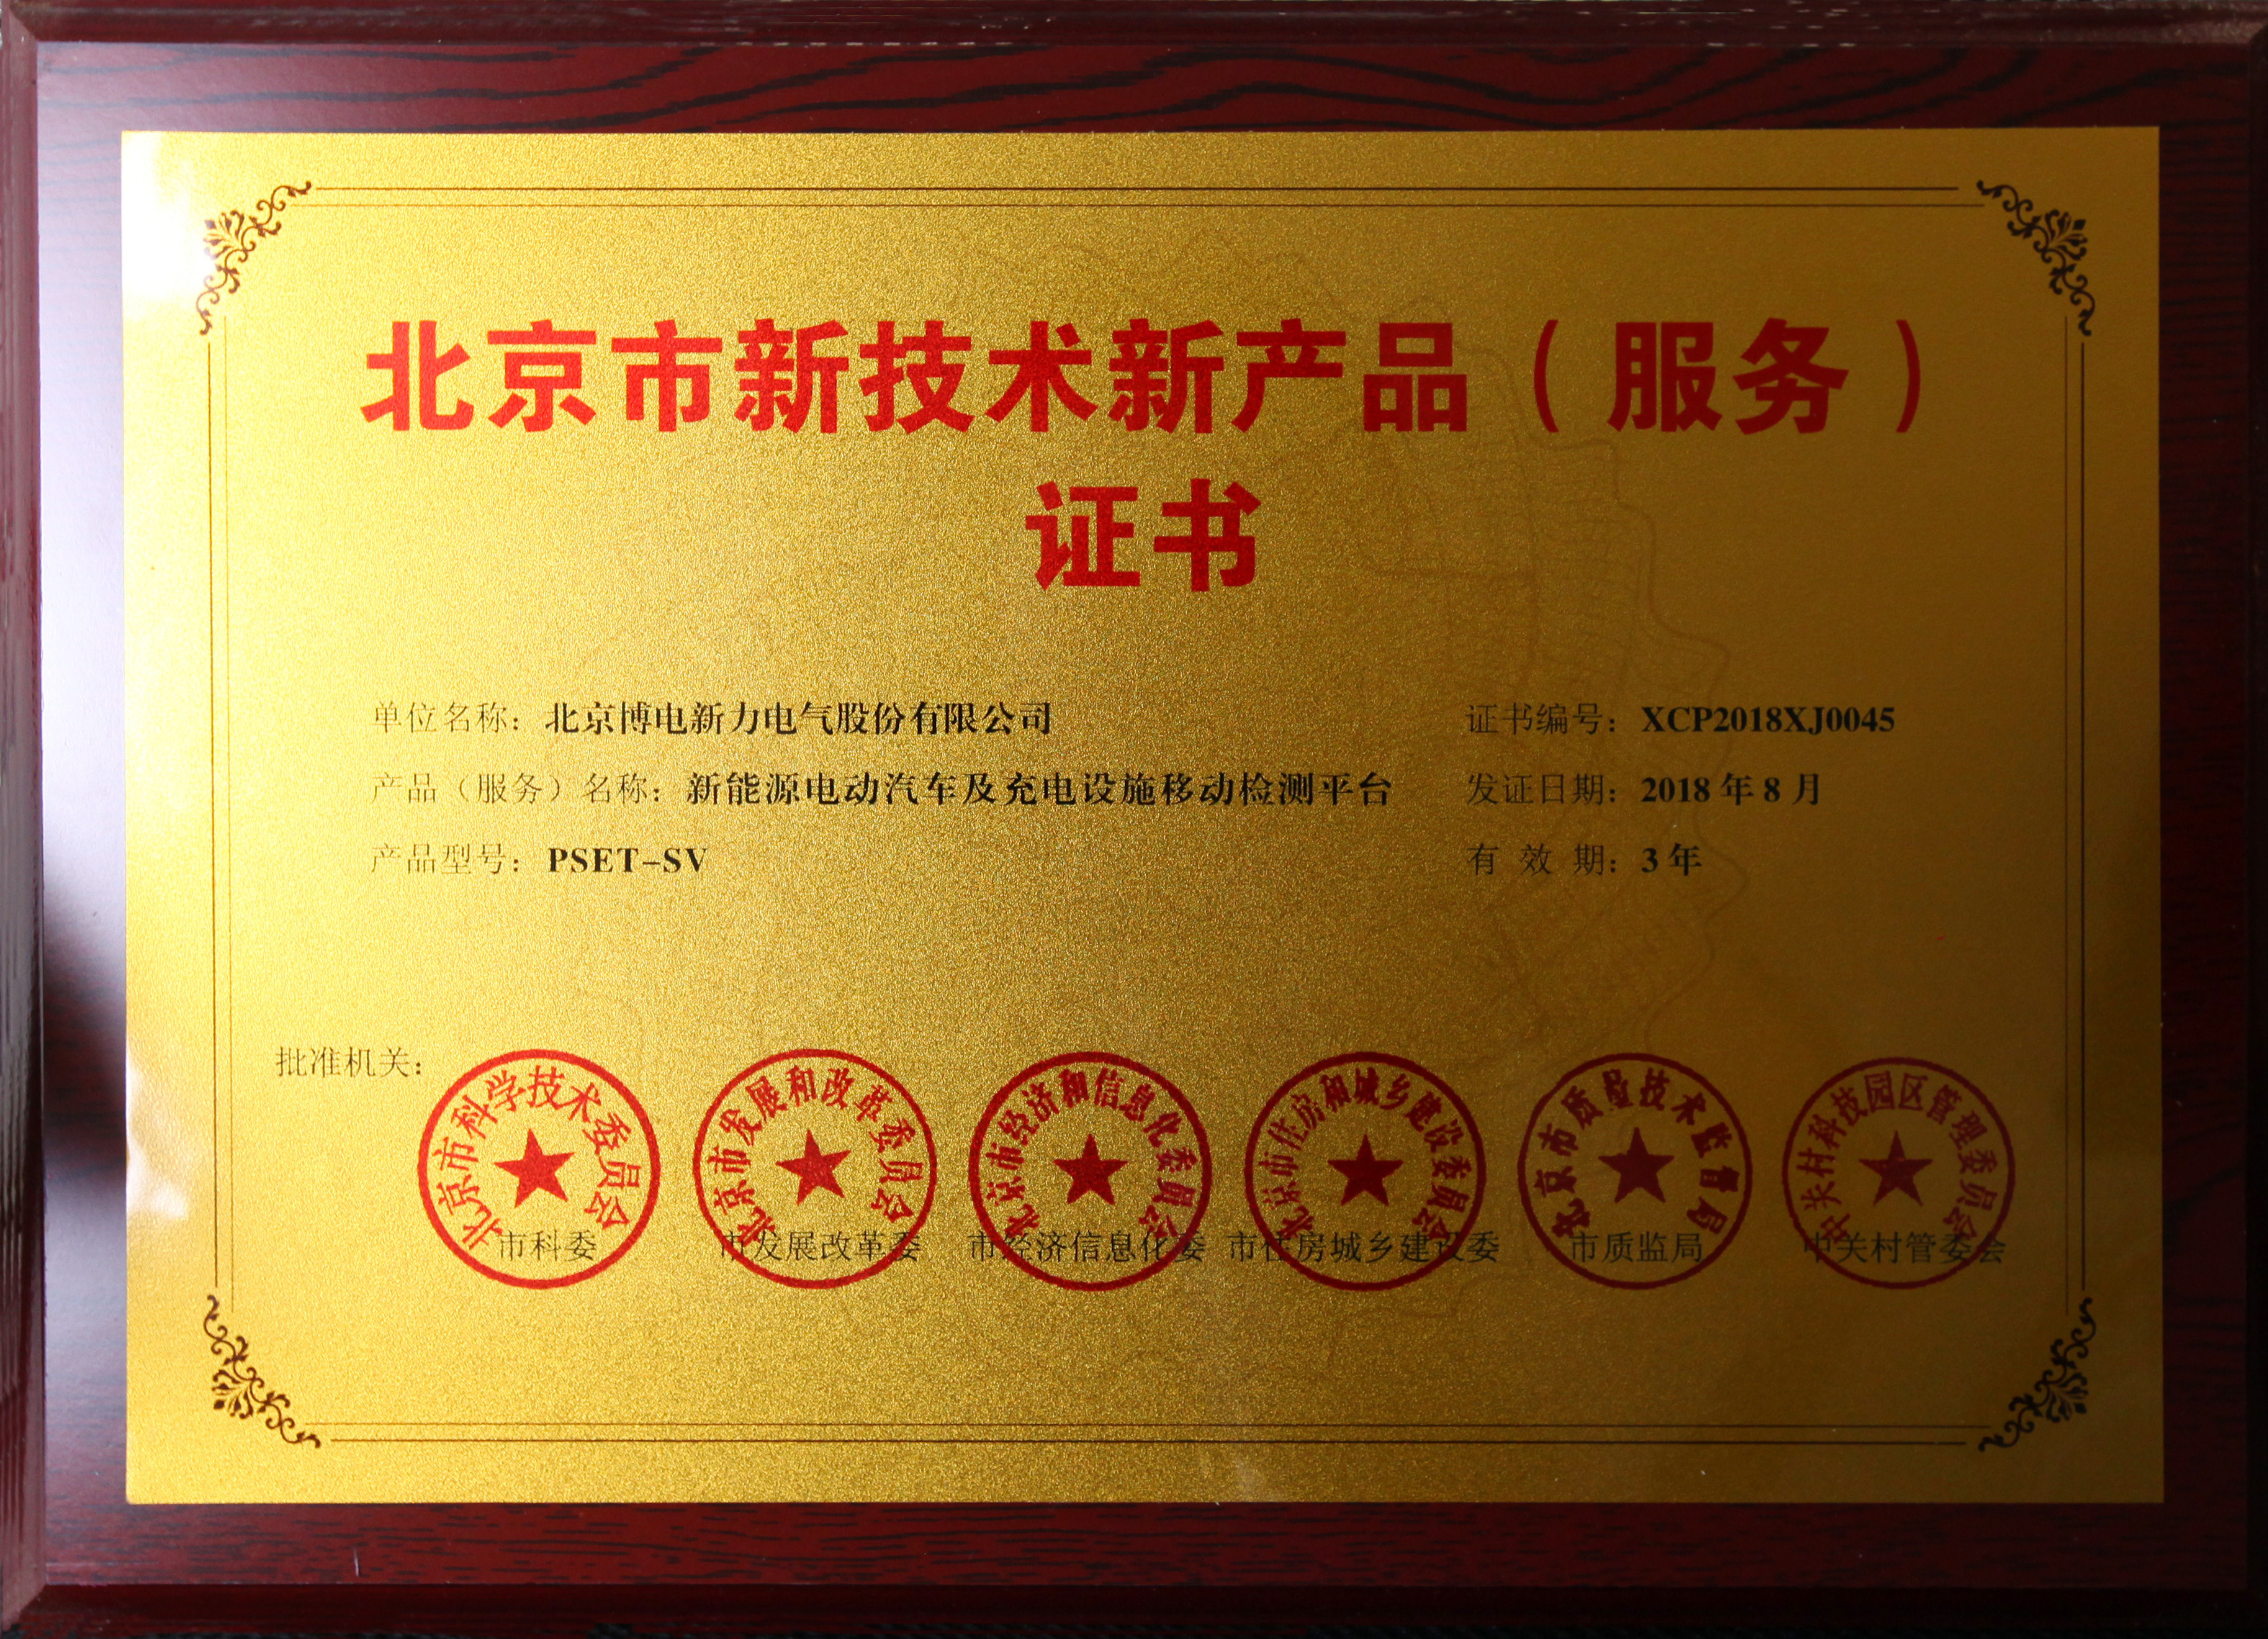 北京市新技术新产品（服务）
证书
单位名称：北京博电新力电气股份有限公司
证书编号：XCP2018XJ0045
产品（服务）名称：新能源电动汽车及充电设施移动检测平台
发证日期：2018年8月
产品型号：PSET-SV
有效期：3年
批准机关：
北京市科学技术委员会
北京市发展和改革委员会
北京市经济和信息化委员会
北京市住房和城乡建设委员会
北京市质量技术监督局
中关村科技园区管理委员会
市科委
市发展改革委
市经济信息化委
市住房城乡建设委
市质监局
中关村管委会